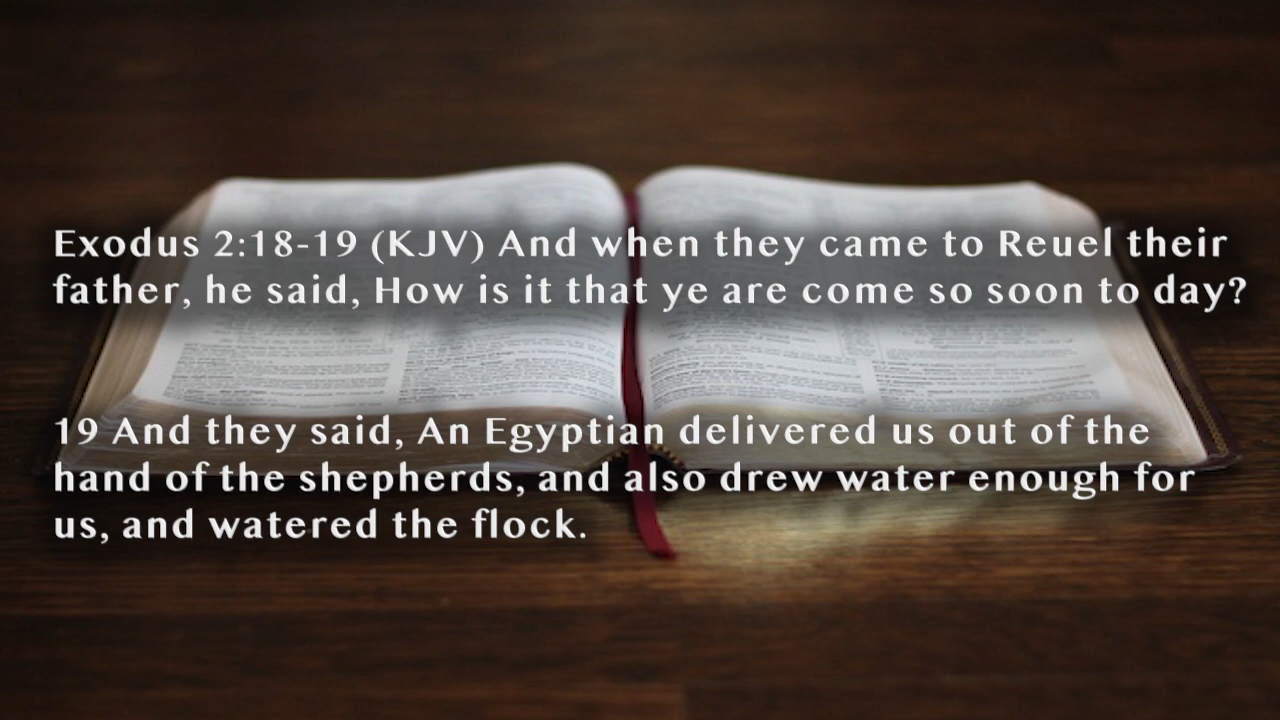 Exodus 2:18-19 (KJV) And when they came to Reuel their
father, he said, How is it that ye are come so soon to day?
19 And they said, An Egyptian delivered us out of the
hand of the shepherds, and also drew water enough for
us, and watered the flock.